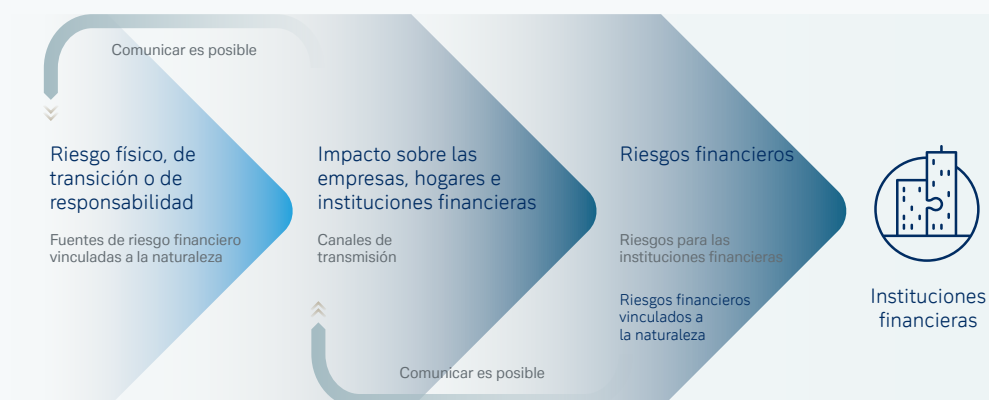 Comunicar es posible
Riesgo físico, de
transición o de
responsabilidad
Fuentes de riesgo financiero
vinculadas a la naturaleza
Impacto sobre las
empresas, hogares e
instituciones financieras
Canales de
transmisión
Comunicar es posible
Riesgos financieros
Riesgos para las
instituciones financieras
Riesgos financieros
vinculados a
la naturaleza
Instituciones
financieras